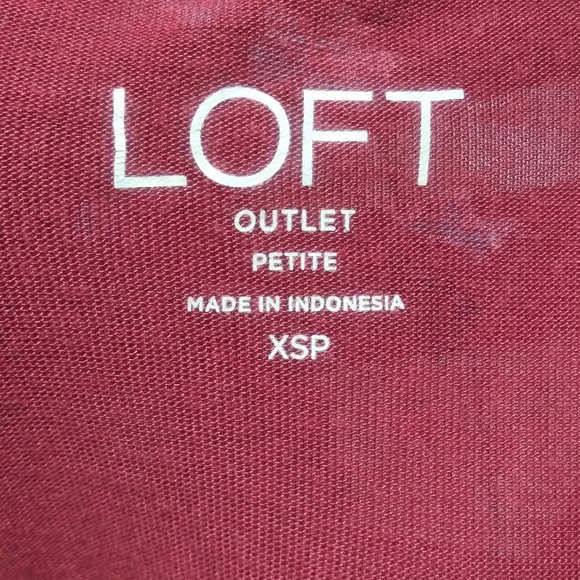 LOFT
OUTLET
PETITE
MADE IN INDONESIA
XSP